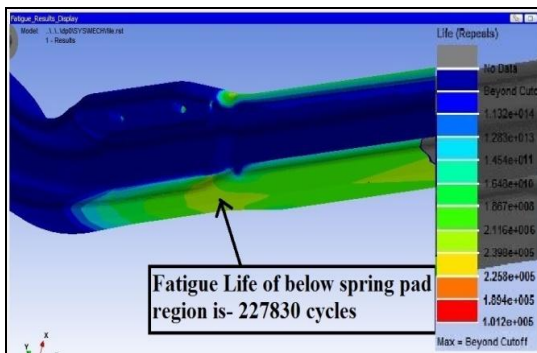 Fatigue_Results_Display
Model: ..\..\dp0\SYS\MECH\file.rst
1 - Results
Life (Repeats)
No Data
Beyond Cutoff
1.132e+014
1.283e+013
1.454e+011
1.648e+010
1.867e+008
2.116e+006
2.398e+005
2.258e+005
1.894e+005
1.012e+005
Max = Beyond Cutoff
Fatigue Life of below spring pad
region is- 227830 cycles
Y
X